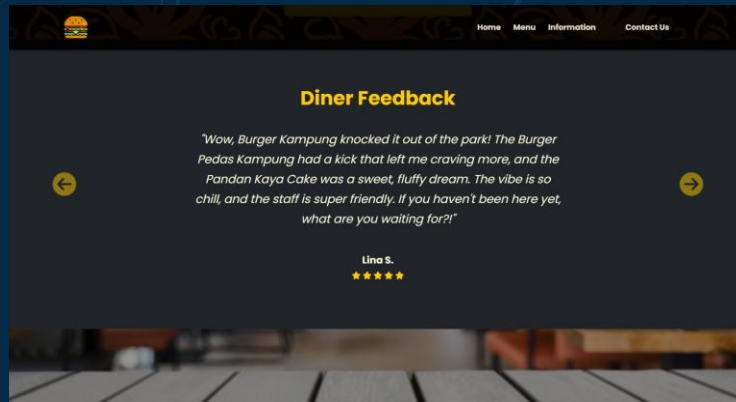 Home Menu Information Contact Us
Diner Feedback
"Wow, Burger Kampung knocked it out of the park! The Burger
Pedas Kampung had a kick that left me craving more, and the
Pandan Kaya Cake was a sweet, fluffy dream. The vibe is so
chill, and the staff is super friendly. If you haven't been here yet,
what are you waiting for?!"
Lina S.